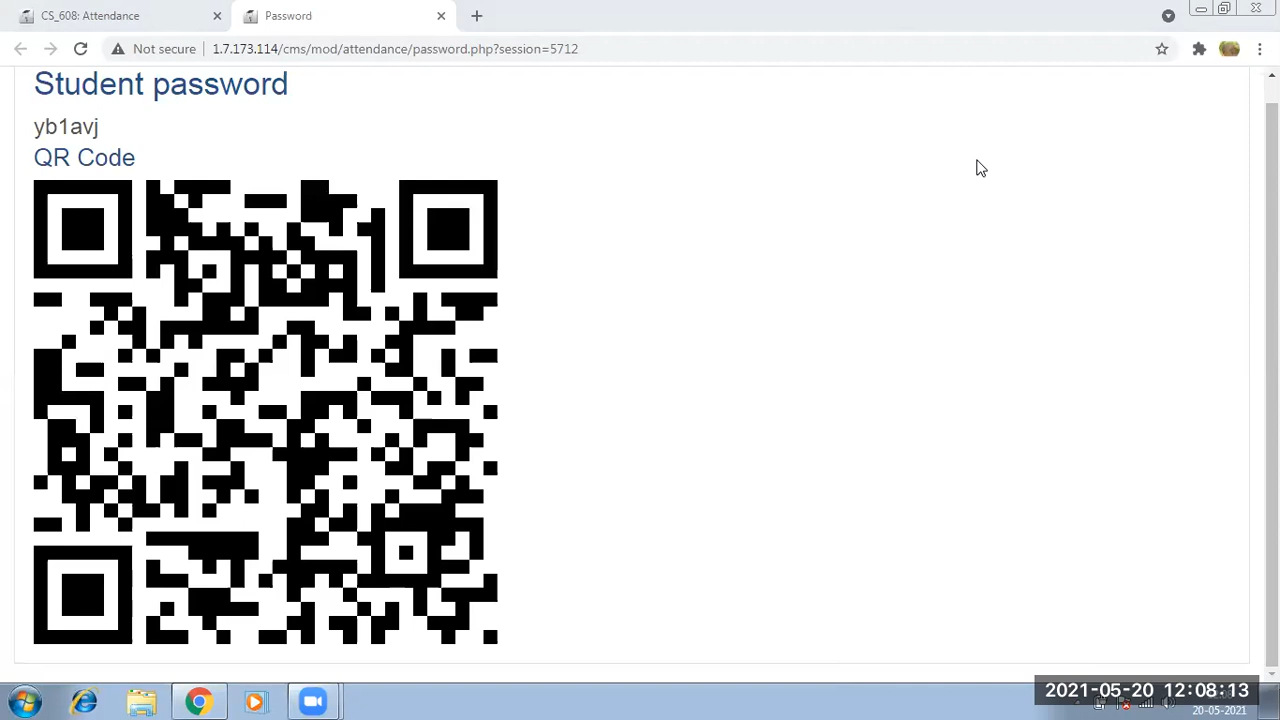 CS_608: Attendance
Password
Not secure
1.7.173.114/cms/mod/attendance/password.php?session=5712
Student password
yb1avj
QR Code
2021-05-20 12:08:13
20-05-2021